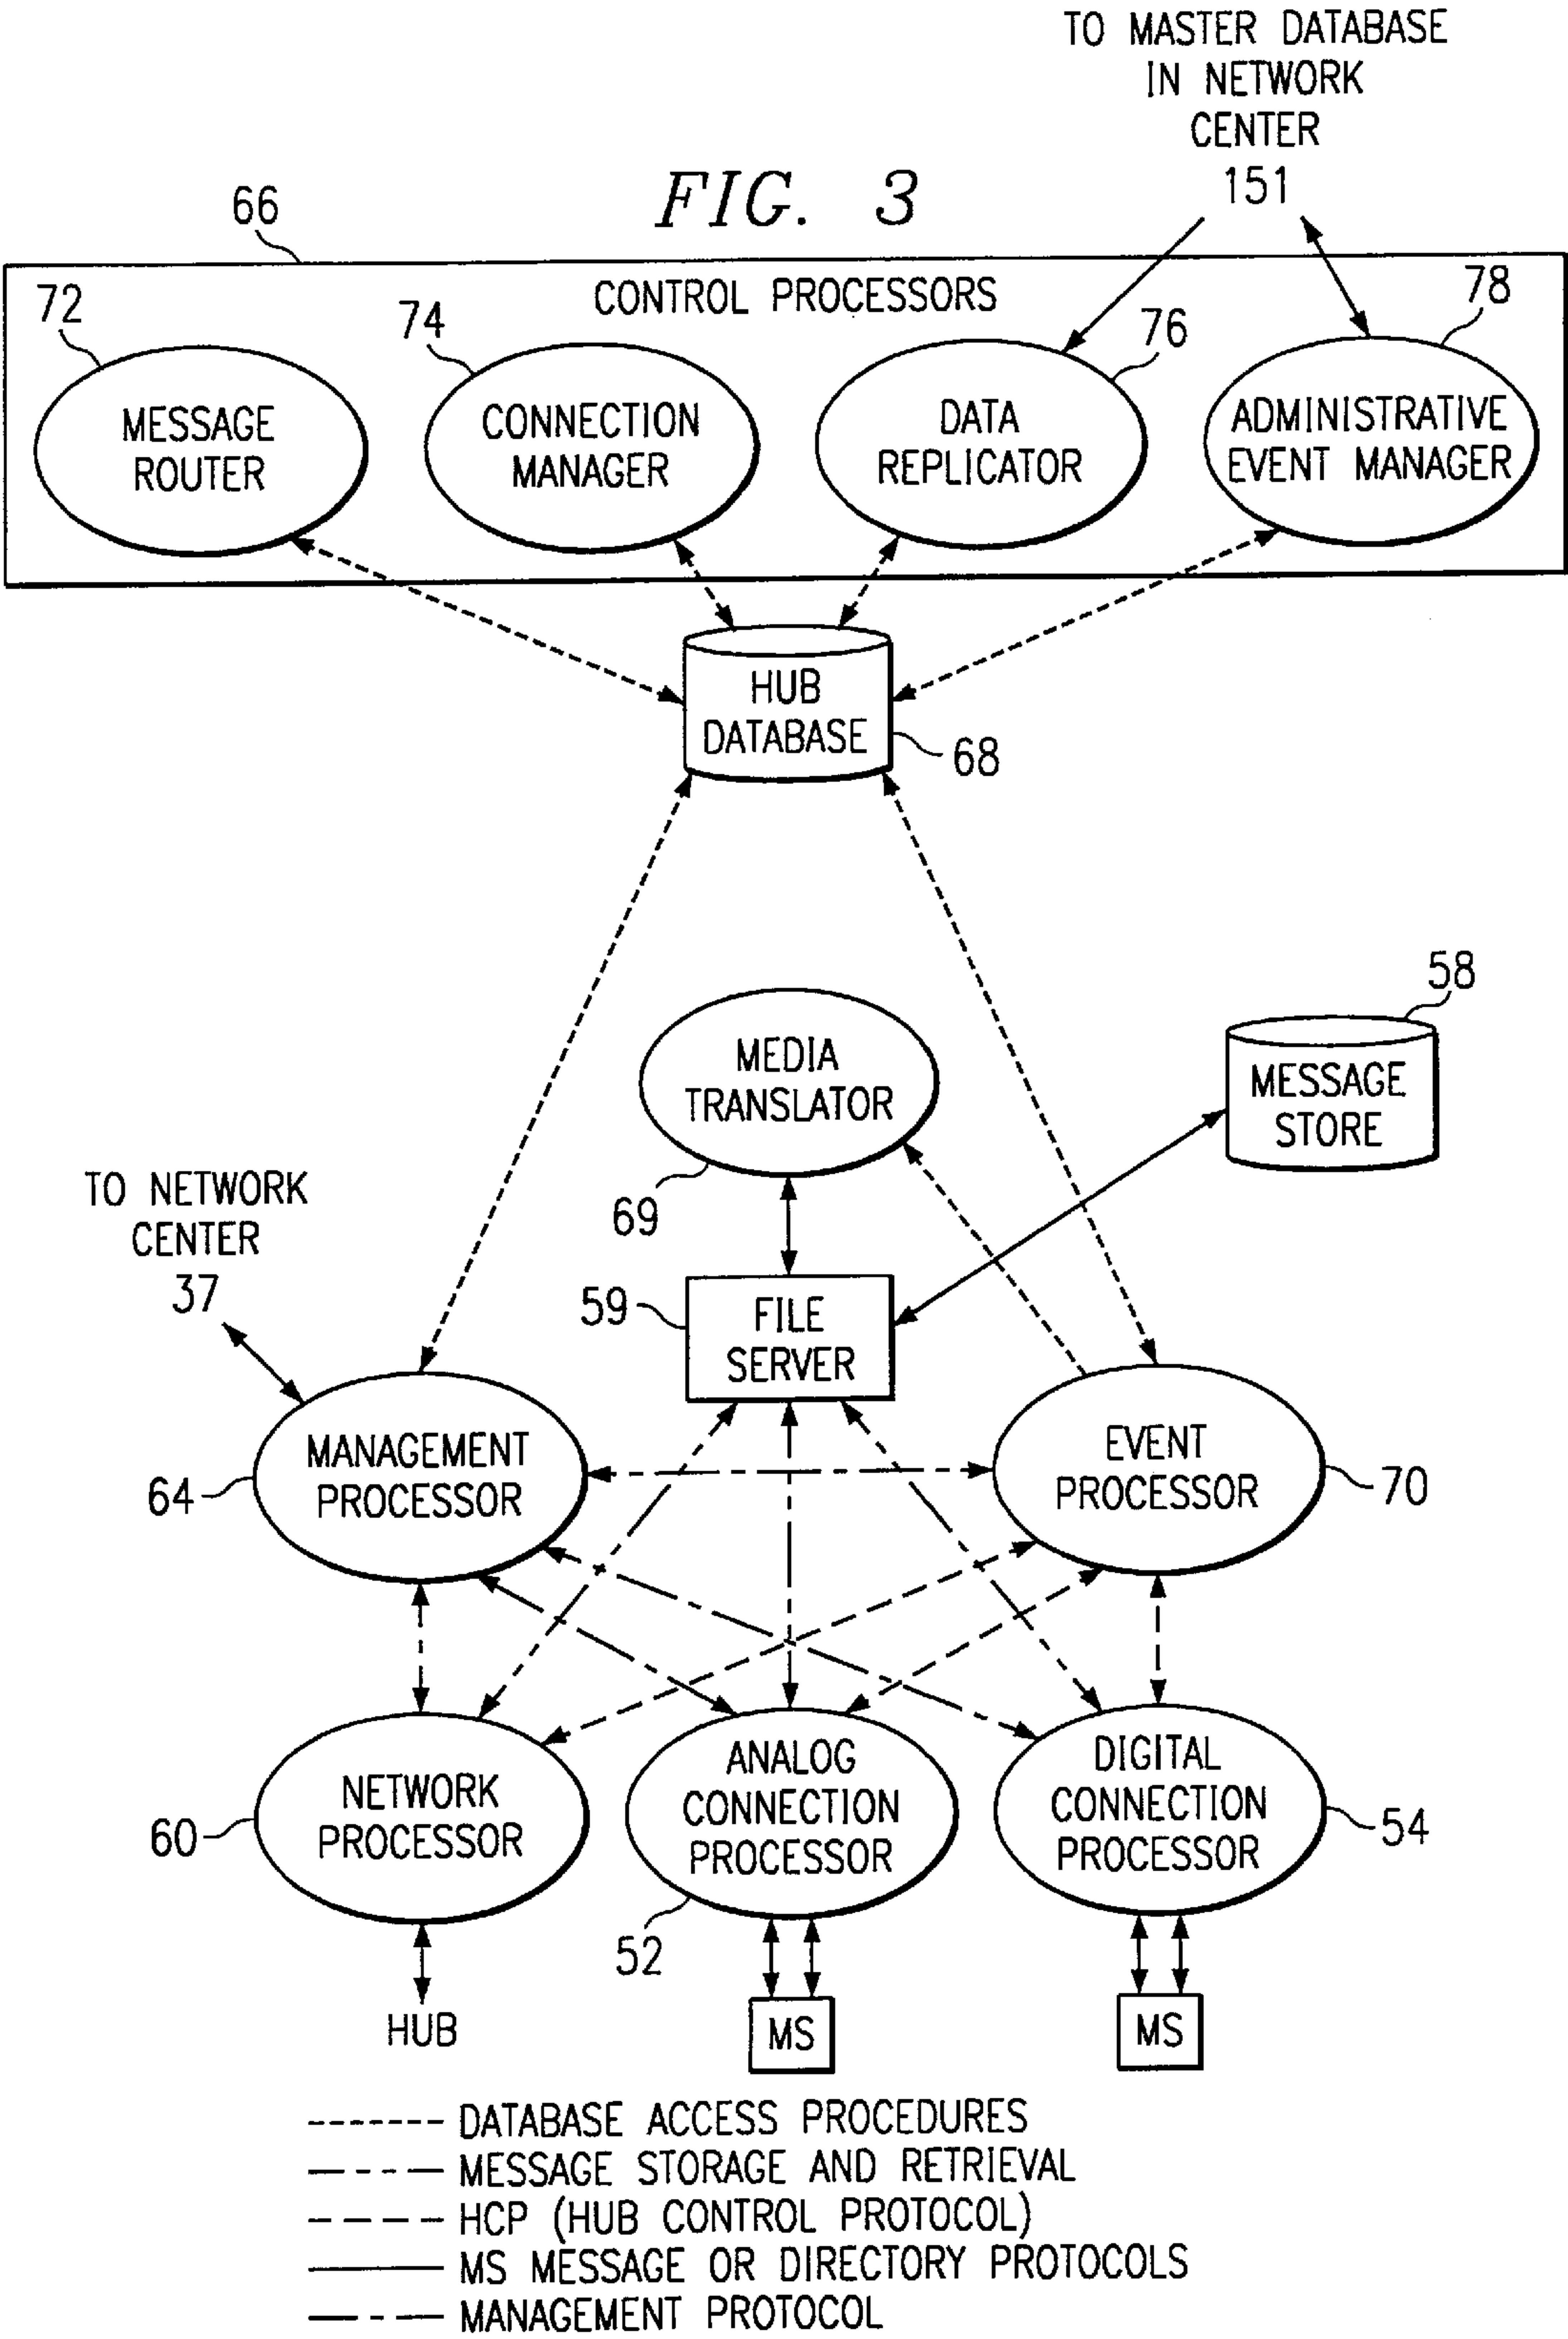 TO MASTER DATABASE
IN NETWORK
CENTER
151
FIG. 3
66
CONTROL PROCESSORS
72
74
76
78
MESSAGE
ROUTER
CONNECTION
MANAGER
DATA
REPLICATOR
ADMINISTRATIVE
EVENT MANAGER
HUB
DATABASE
68
58
MESSAGE
STORE
MEDIA
TRANSLATOR
69
TO NETWORK
CENTER
37
59
FILE
SERVER
MANAGEMENT
PROCESSOR
64
EVENT
PROCESSOR
70
NETWORK
PROCESSOR
60
ANALOG
CONNECTION
PROCESSOR
52
DIGITAL
CONNECTION
PROCESSOR
54
HUB
MS
MS
DATABASE ACCESS PROCEDURES
MESSAGE STORAGE AND RETRIEVAL
HCP (HUB CONTROL PROTOCOL)
MS MESSAGE OR DIRECTORY PROTOCOLS
MANAGEMENT PROTOCOL